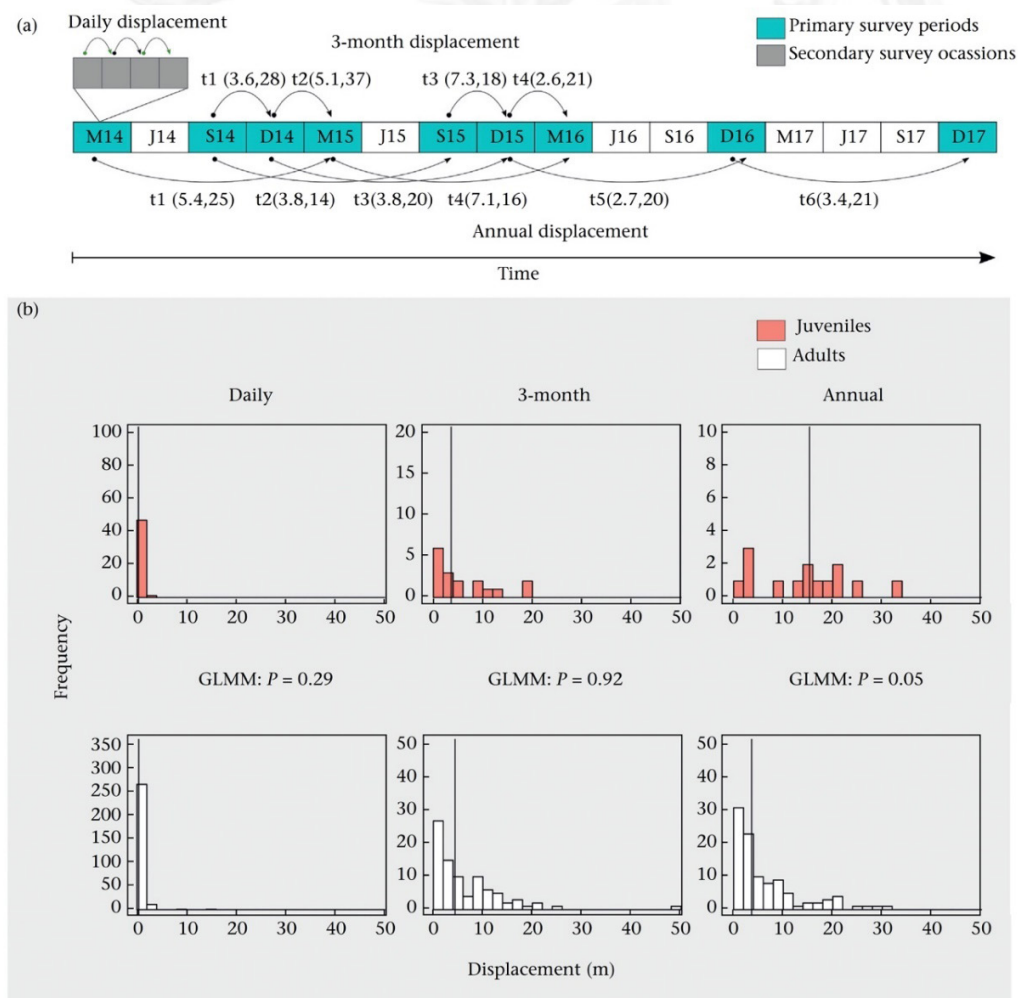 (a)
Daily displacement
3-month displacement
Primary survey periods
Secondary survey ocassions
t1 (3.6,28) t2(5.1,37)
t3 (7.3,18) t4(2.6,21)
M14 J14 S14 D14 M15 J15 S15 D15 M16 J16 S16 D16 M17 J17 S17 D17
t1 (5.4,25) t2(3.8,14) t3(3.8,20) t4(7.1,16) t5(2.7,20) t6(3.4,21)
Annual displacement
Time
(b)
Juveniles
Adults
Daily 3-month Annual
100 20 10
80 15 8
60 10 6
40 5 4
20 0 2
0 0
0 10 20 30 40 50 0 10 20 30 40 50 0 10 20 30 40 50
Frequency
GLMM: P = 0.29 GLMM: P = 0.92 GLMM: P = 0.05
350 50 50
300 40 40
250 30 30
200 20 20
150 10 10
100 0 0
50
0
0 10 20 30 40 50 0 10 20 30 40 50 0 10 20 30 40 50
Displacement (m)